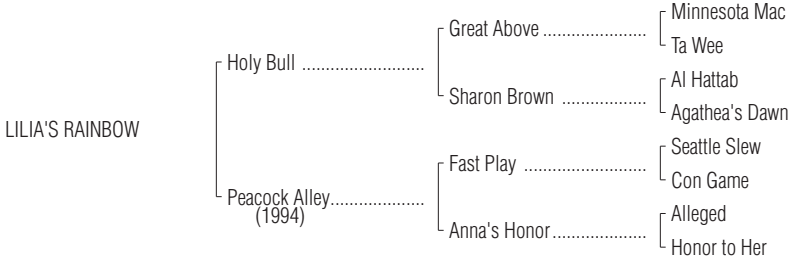 Minnesota Mac
Great Above ......................
Ta Wee
Holy Bull ..........................
Al Hattab
Sharon Brown ..................
Agathea's Dawn
LILIA'S RAINBOW
Seattle Slew
Fast Play ..........................
Con Game
Peacock Alley....................
(1994)
Alleged
Anna's Honor....................
Honor to Her